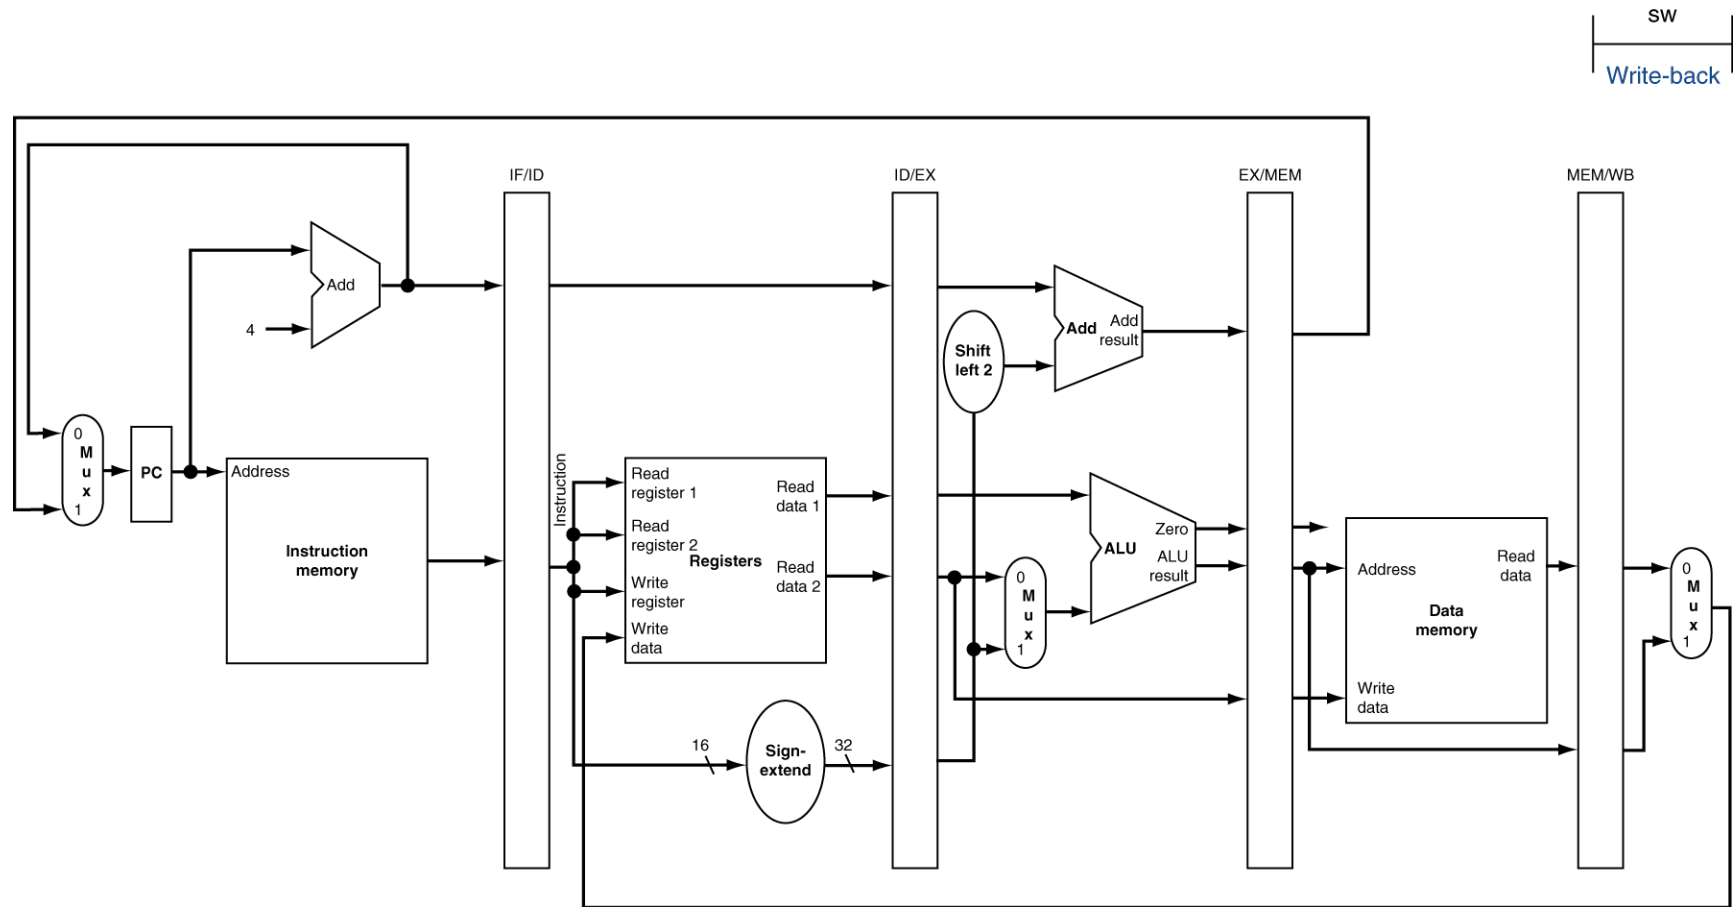 SW
Write-back
IF/ID
ID/EX
EX/MEM
MEM/WB
Add
4
Shift
left 2
Add
Add
result
0
M
u
x
1
PC
Address
Instruction
memory
Instruction
Read
register 1
Read
register 2
Write
register
Write
data
Registers
Read
data 1
Read
data 2
16
Sign-
extend
32
0
M
u
x
1
ALU
Zero
ALU
result
Address
Read
data
Data
memory
Write
data
0
M
u
x
1